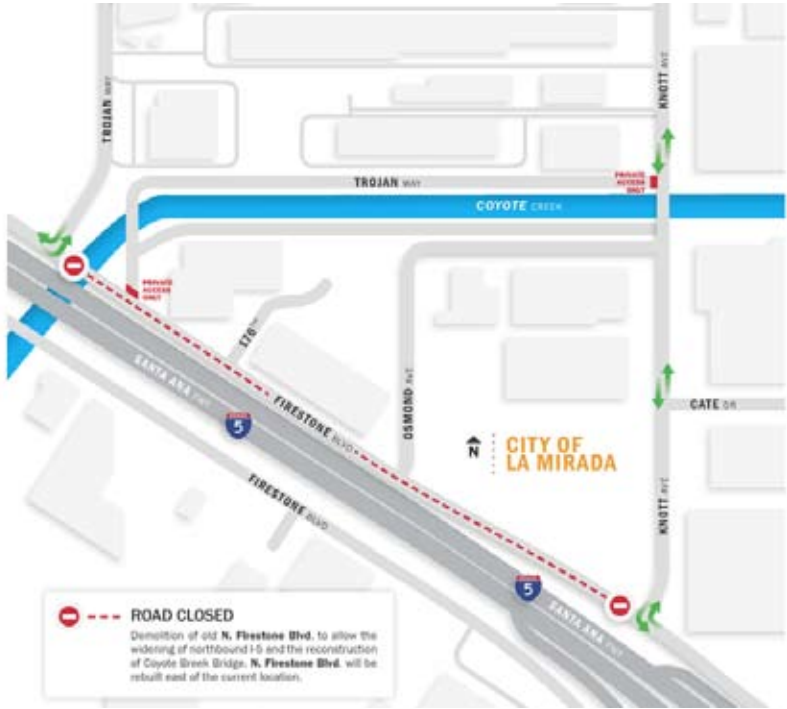 TROJAN WAY
KNOTT AVE
TROJAN WAY
PRIVATE
ACCESS
ONLY
COYOTE CREEK
PRIVATE
ACCESS
ONLY
170TH
SANTA ANA FWY
5
FIRESTONE BLVD.
OSMOND AVE
CATE DR
N
CITY OF
LA MIRADA
FIRESTONE BLVD
KNOTT AVE
5
SANTA ANA FWY
ROAD CLOSED
Demolition of old N. Firestone Blvd. to allow the
widening of northbound I-5 and the reconstruction
of Coyote Breek Bridge. N. Firestone Blvd. will be
rebuilt east of the current location.